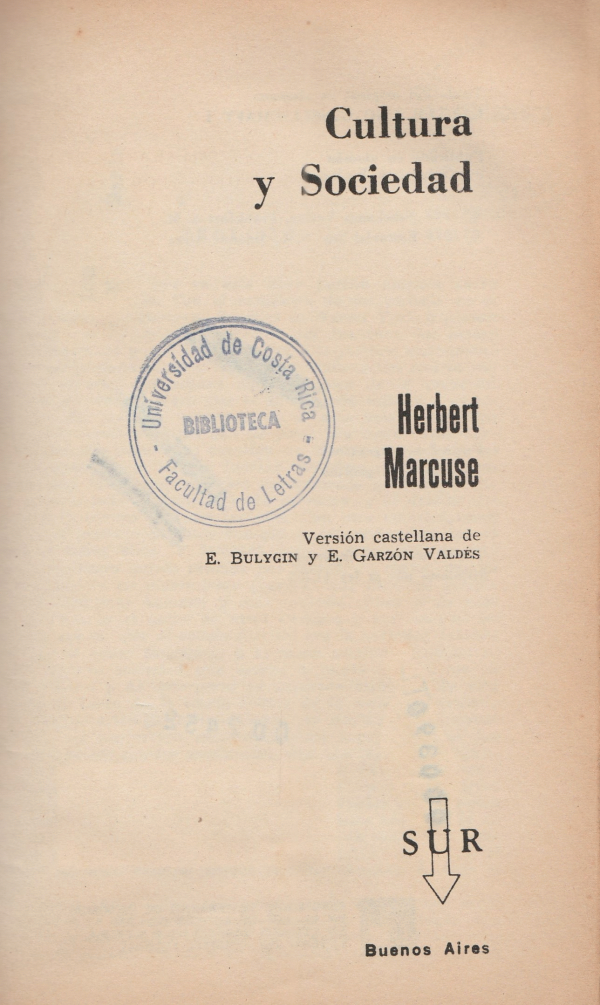 Cultura
y Sociedad
- Universidad de Costa Rica -
BIBLIOTECA
Facultad de Letras
Herbert
Marcuse
Versión castellana de
E. BULYGIN y E. GARZÓN VALDÉS
SUR
Buenos Aires